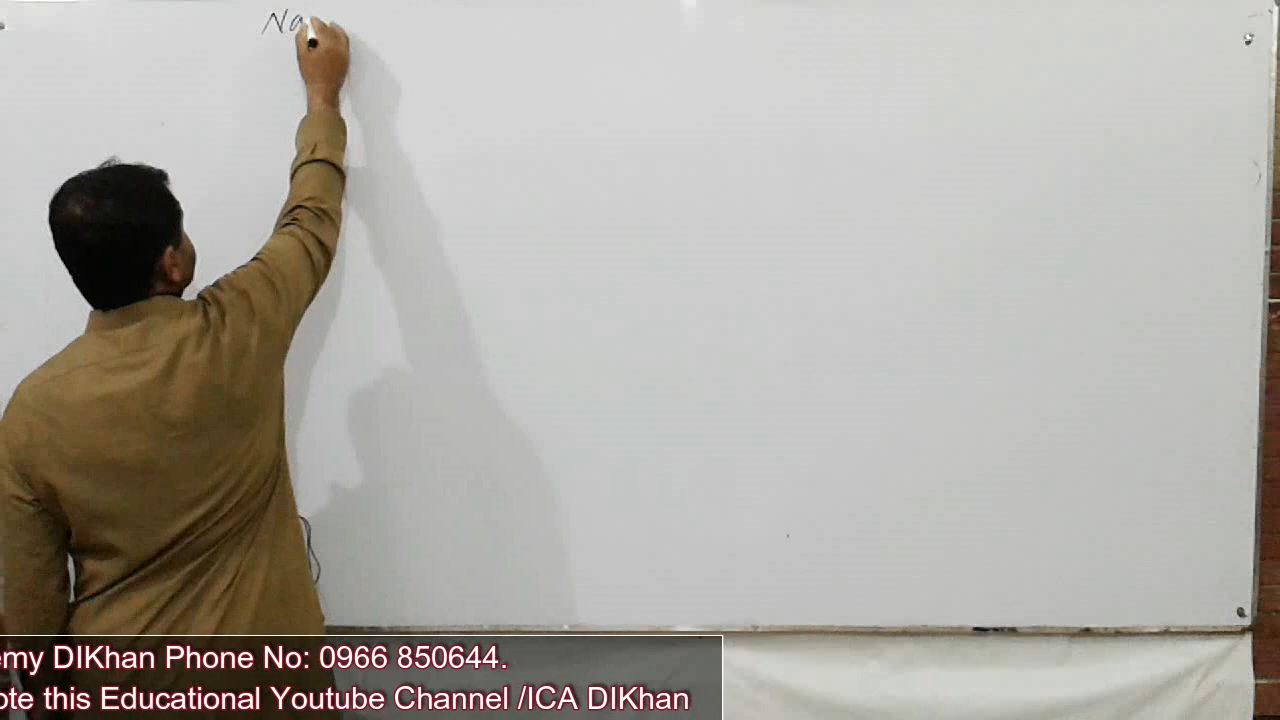 Na
emy DIKhan Phone No: 0966 850644.
ote this Educational Youtube Channel /ICA DIKhan